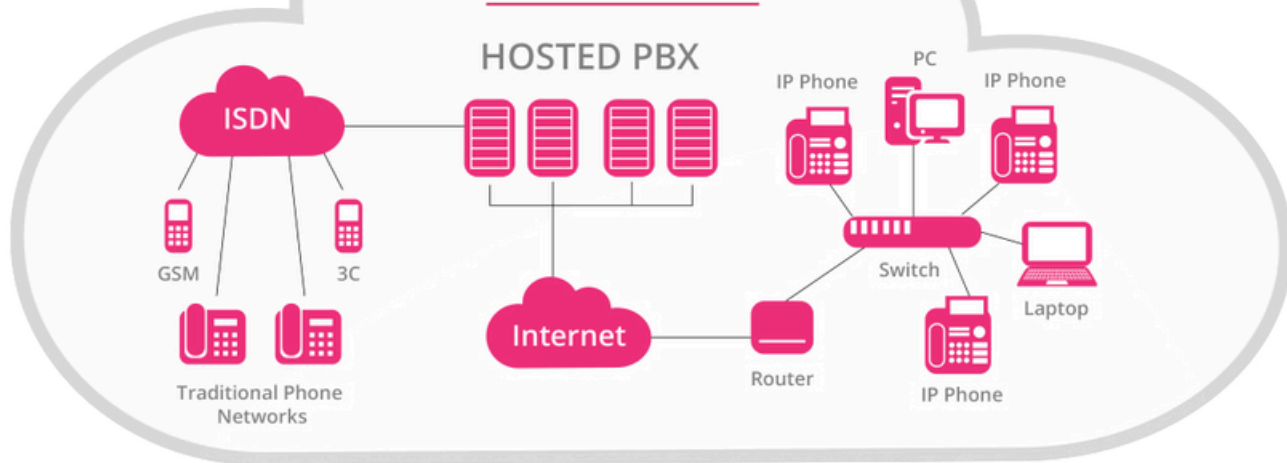 HOSTED PBX
ISDN
GSM
3C
Traditional Phone
Networks
Internet
Router
IP Phone
PC
IP Phone
Switch
Laptop
IP Phone